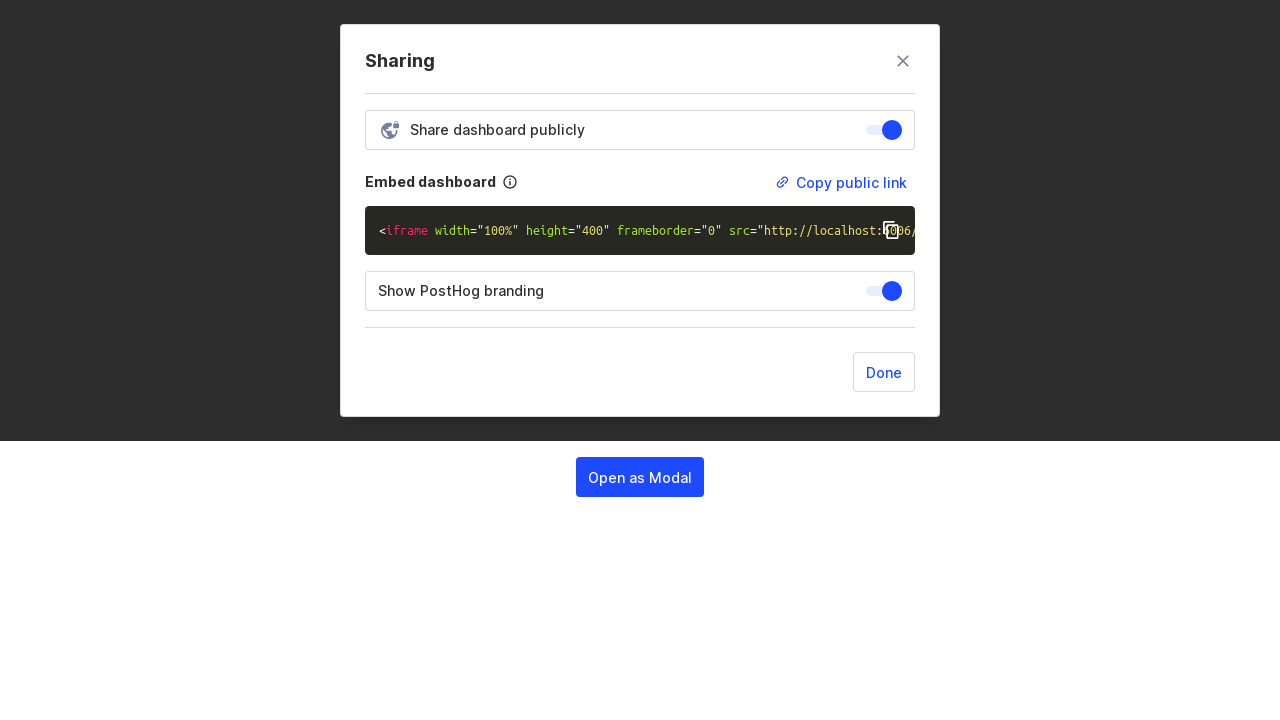 Sharing
Share dashboard publicly
Embed dashboard
Copy public link
<iframe width="100%" height="400" frameborder="0" src="http://localhost:6006/
Show PostHog branding
Done
Open as Modal